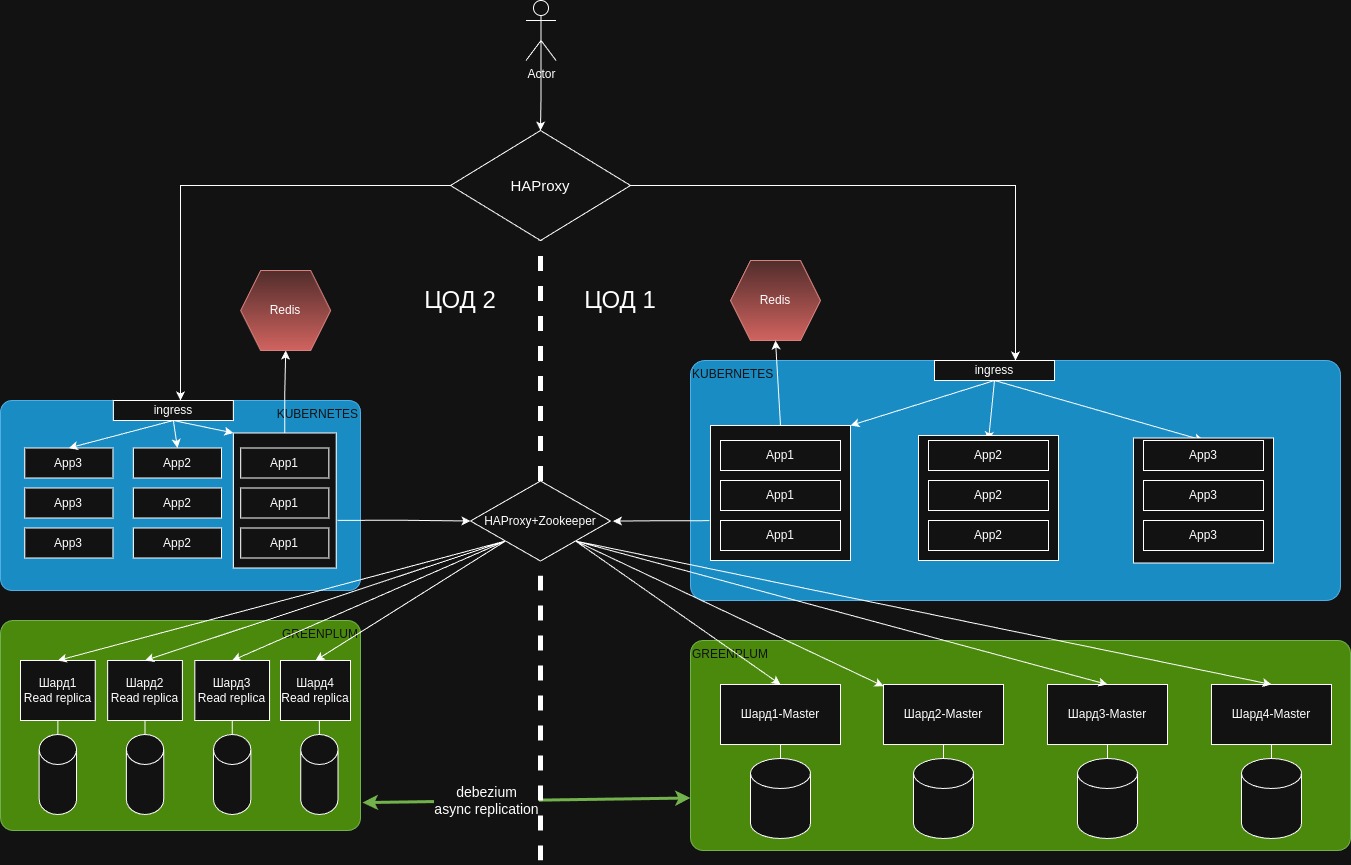 Actor
HAProxy
ЦОД 2
ЦОД 1
Redis
Redis
KUBERNETES
ingress
App3
App2
App1
App3
App2
App1
App3
App2
App1
KUBERNETES
ingress
App1
App2
App3
App1
App2
App3
App1
App2
App3
HAProxy+Zookeeper
GREENPLUM
Шард1
Read replica
Шард2
Read replica
Шард3
Read replica
Шард4
Read replica
GREENPLUM
Шард1-Master
Шард2-Master
Шард3-Master
Шард4-Master
debezium
async replication